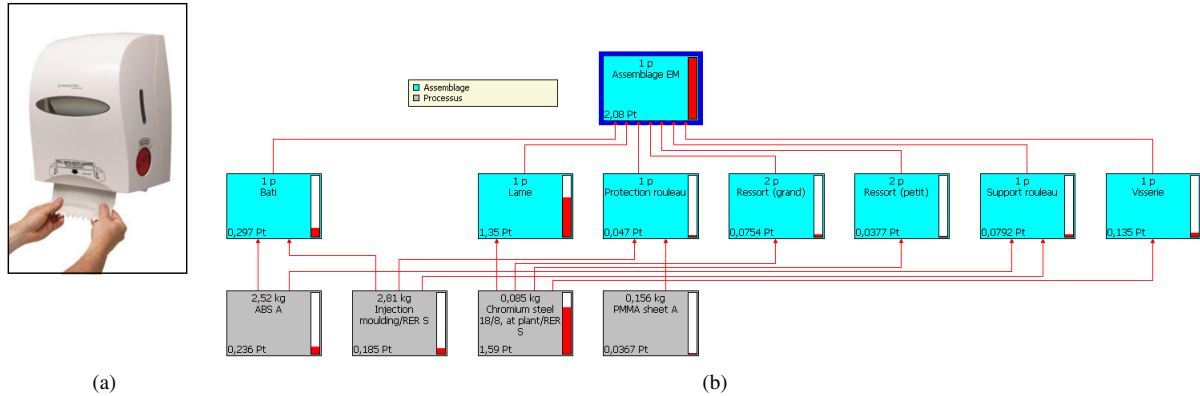 1 p
Assemblage EM
2,08 Pt
Assemblage
Processus
1 p
Bati
0,297 Pt
1 p
Lame
1,35 Pt
1 p
Protection rouleau
0,047 Pt
2 p
Ressort (grand)
0,0754 Pt
2 p
Ressort (petit)
0,0377 Pt
1 p
Support rouleau
0,0792 Pt
1 p
Visserie
0,135 Pt
2,52 kg
ABS A
0,236 Pt
2,81 kg
Injection
moulding/RER S
0,185 Pt
0,085 kg
Chromium steel
18/8, at plant/RER
S
1,59 Pt
0,156 kg
PMMA sheet A
0,0367 Pt
(a)
(b)